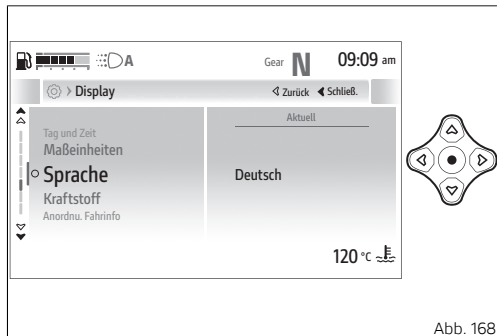 A Gear N 09:09 am
> Display Zurück Schließ.
Aktuell
Tag und Zeit
Maßeinheiten
Sprache Deutsch
Kraftstoff
Anordnu. Fahrinfo
120 °C
Abb. 168